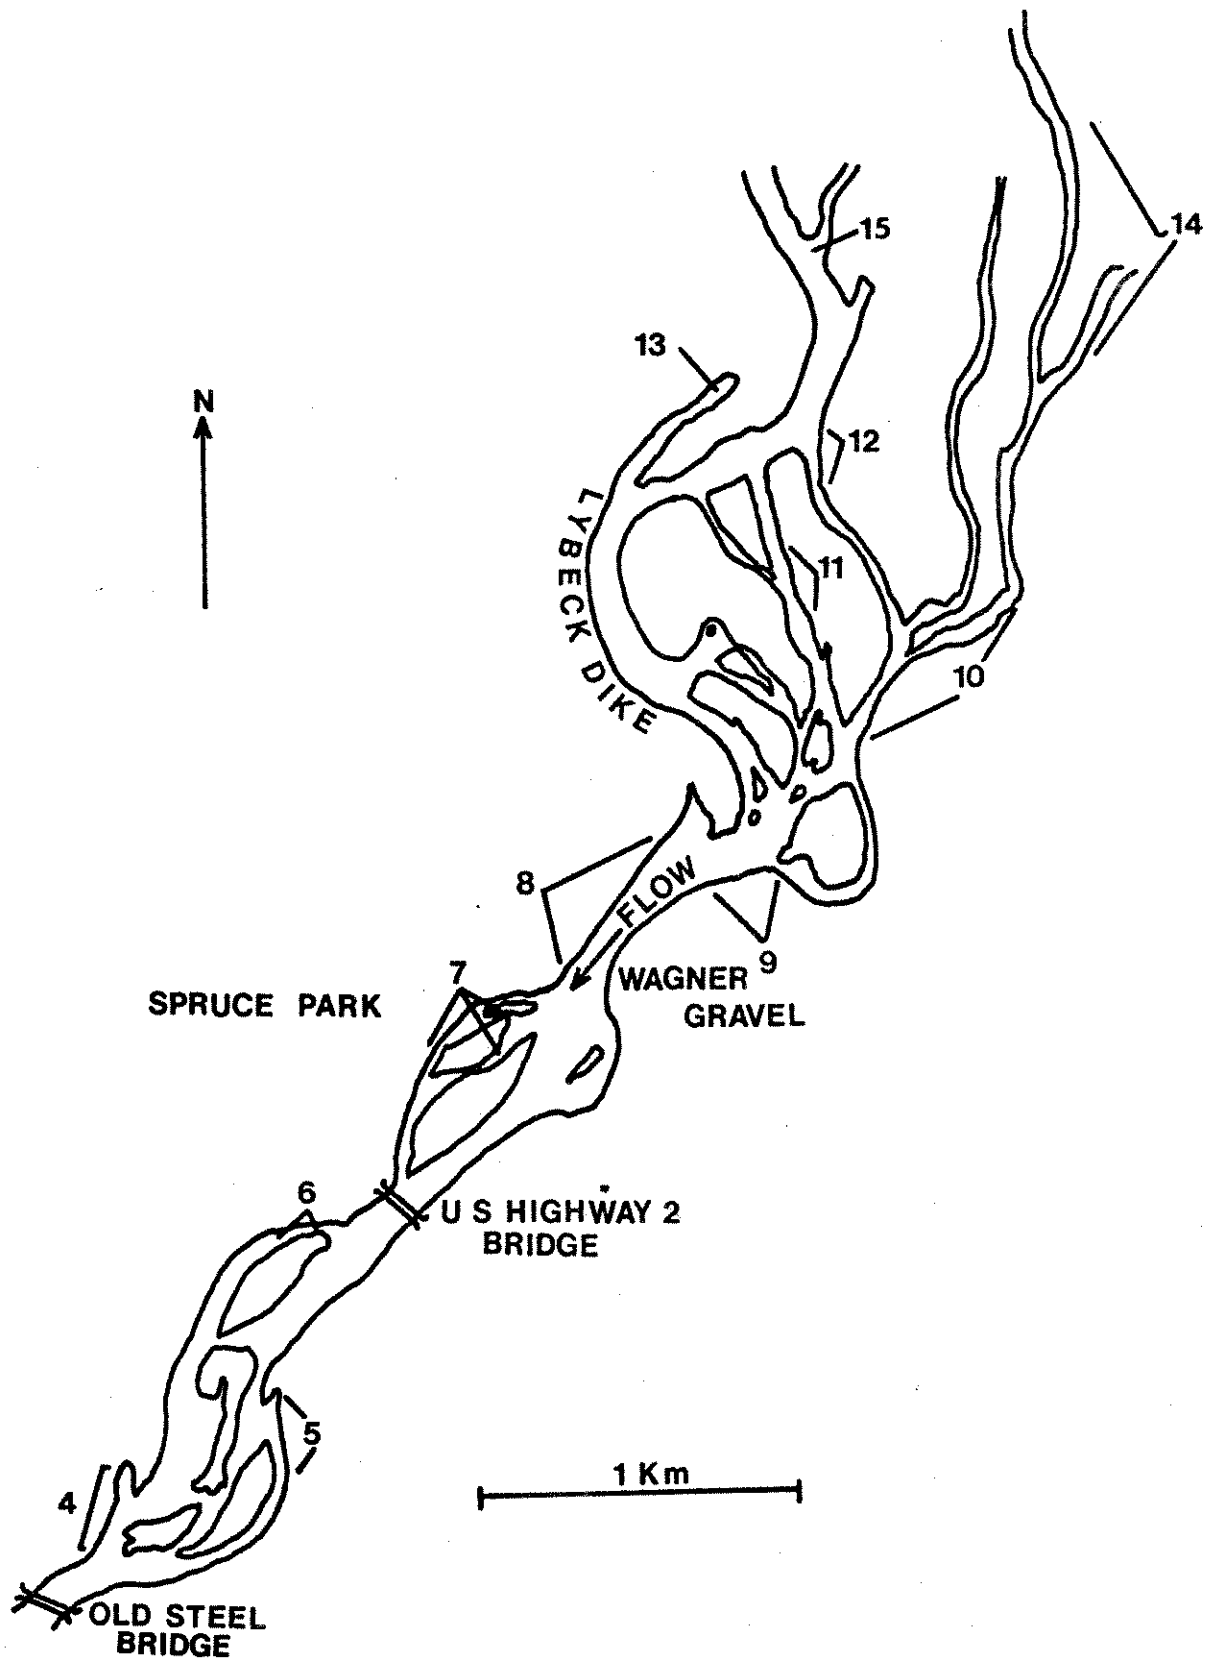 14
15
13
N
12
LYBECK DIKE
11
10
8
FLOW
9
7
WAGNER
GRAVEL
SPRUCE PARK
6
U S HIGHWAY 2
BRIDGE
5
1 Km
4
OLD STEEL
BRIDGE